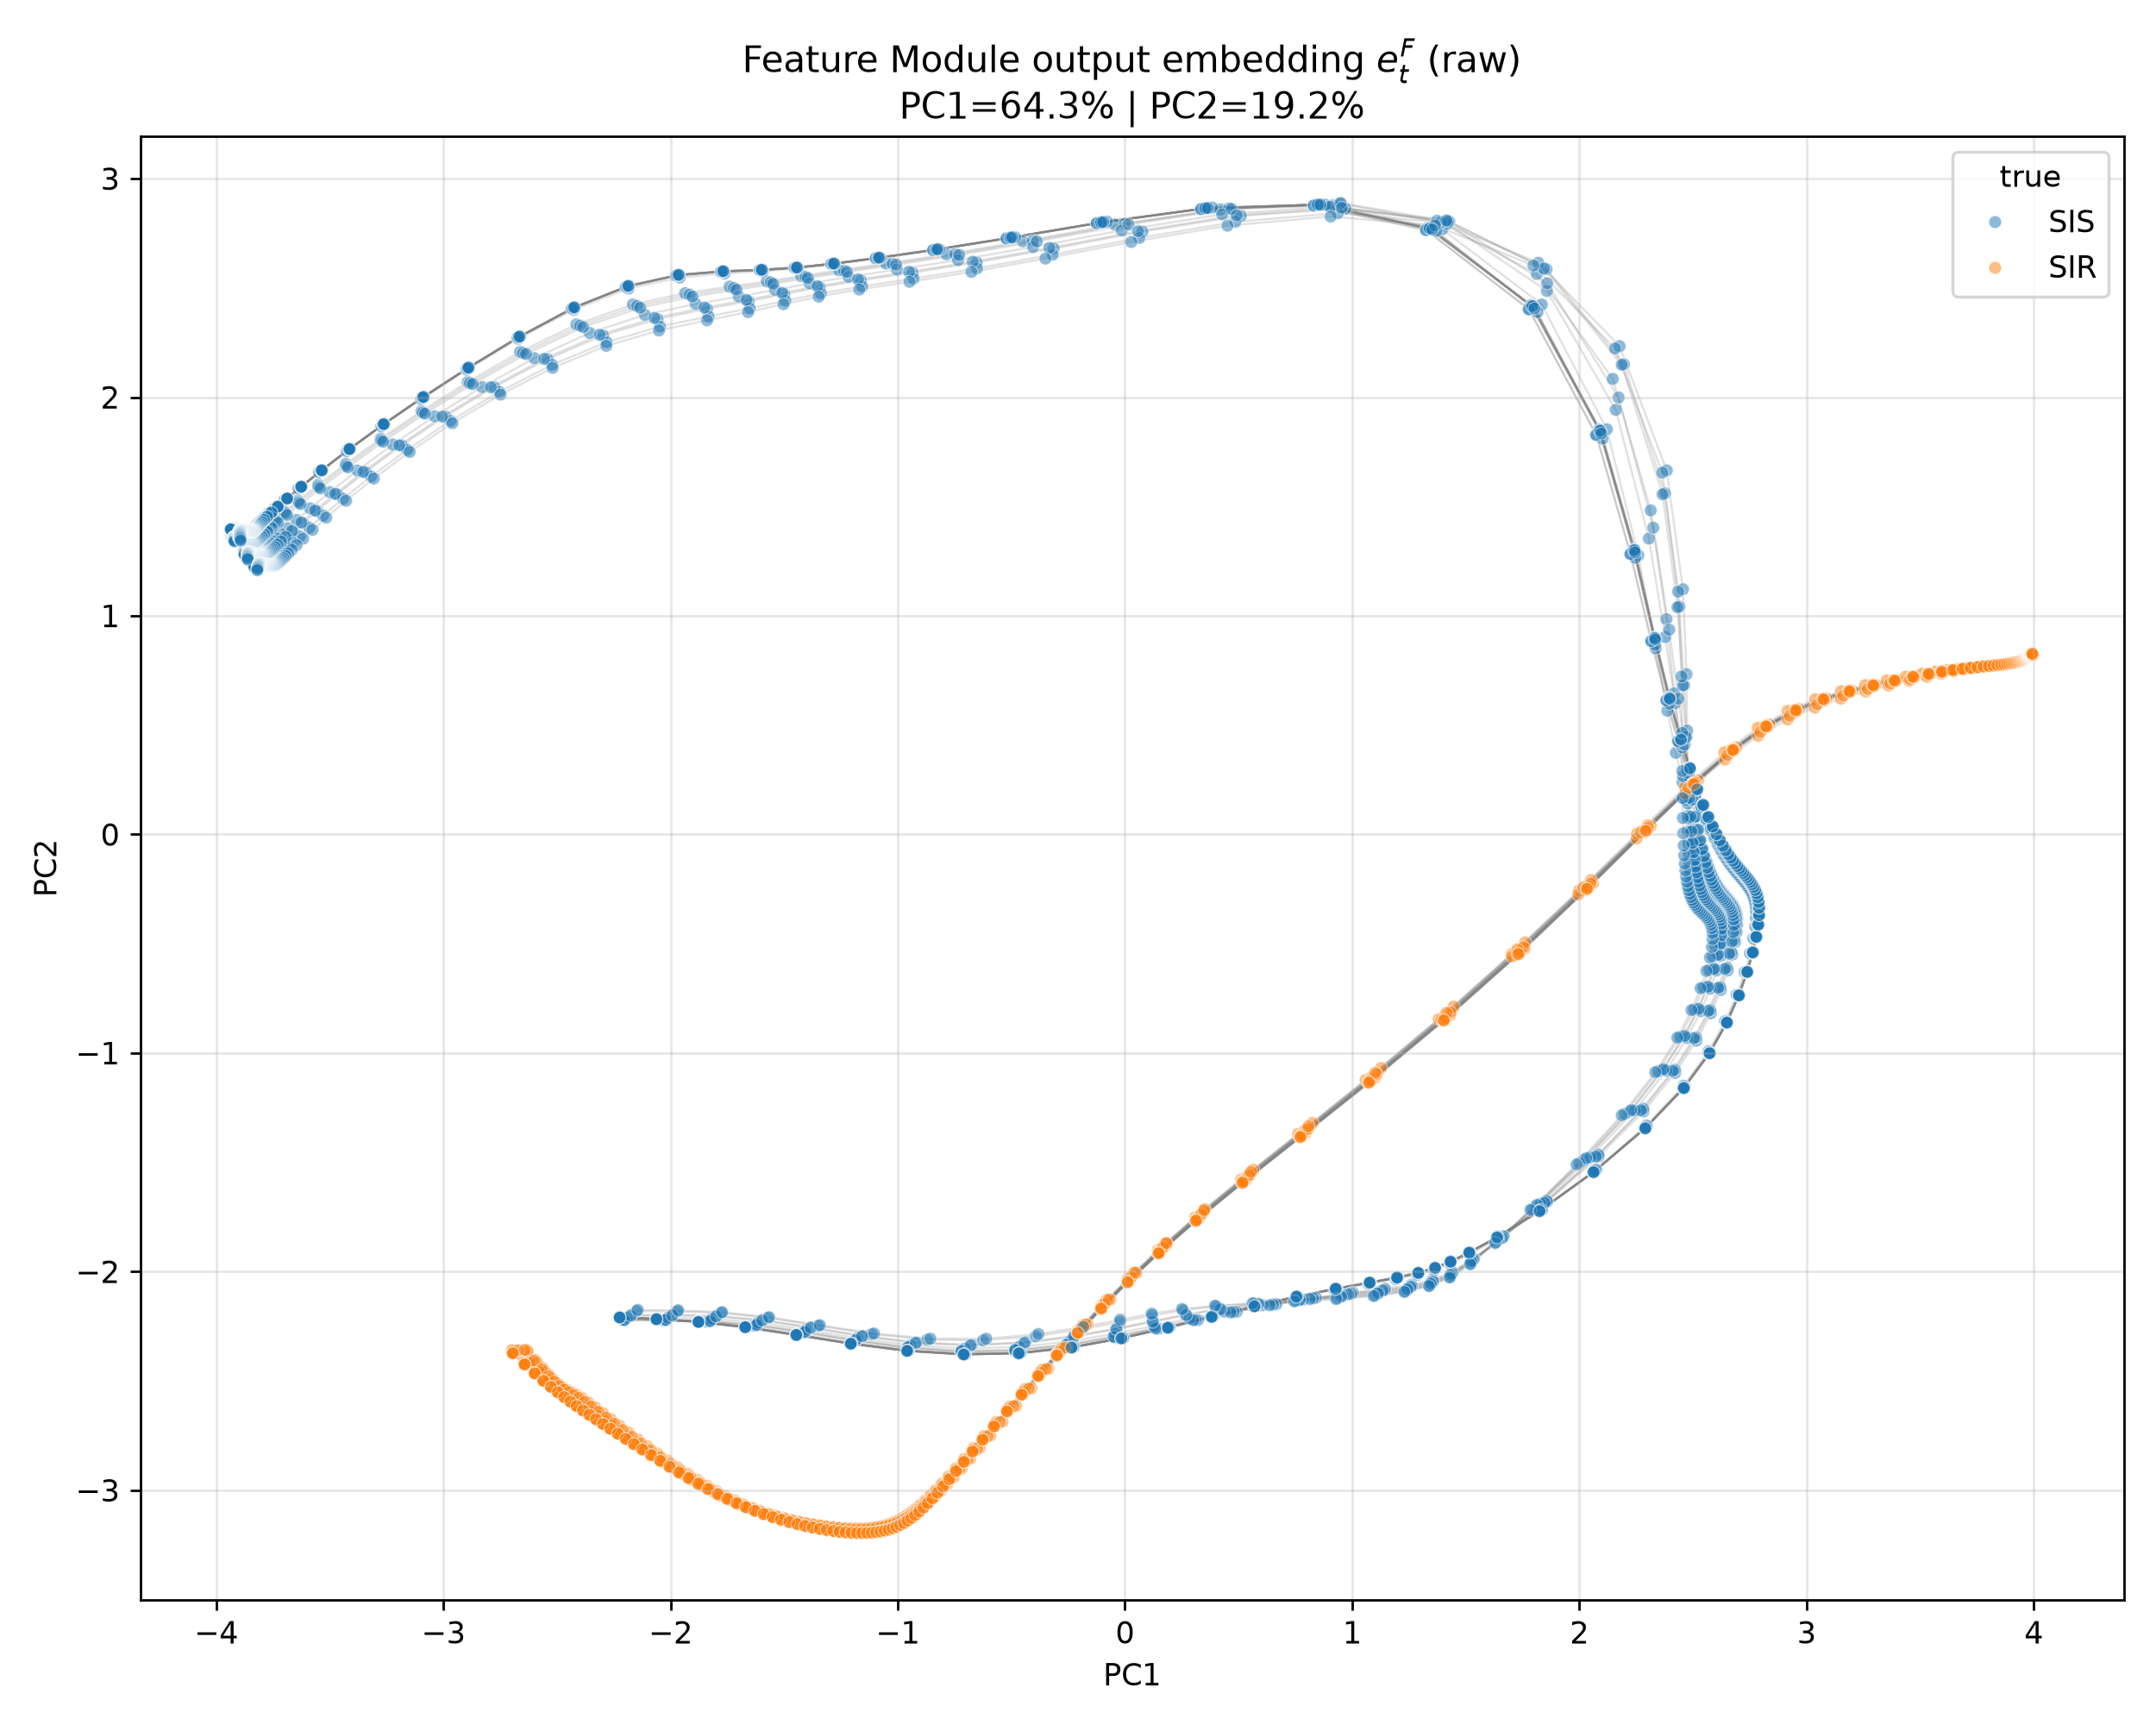 Feature Module output embedding e_t^F (raw)
PC1=64.3% | PC2=19.2%
true
SIS
SIR
3
2
1
0
−1
−2
−3
PC2
−4 −3 −2 −1 0 1 2 3 4
PC1